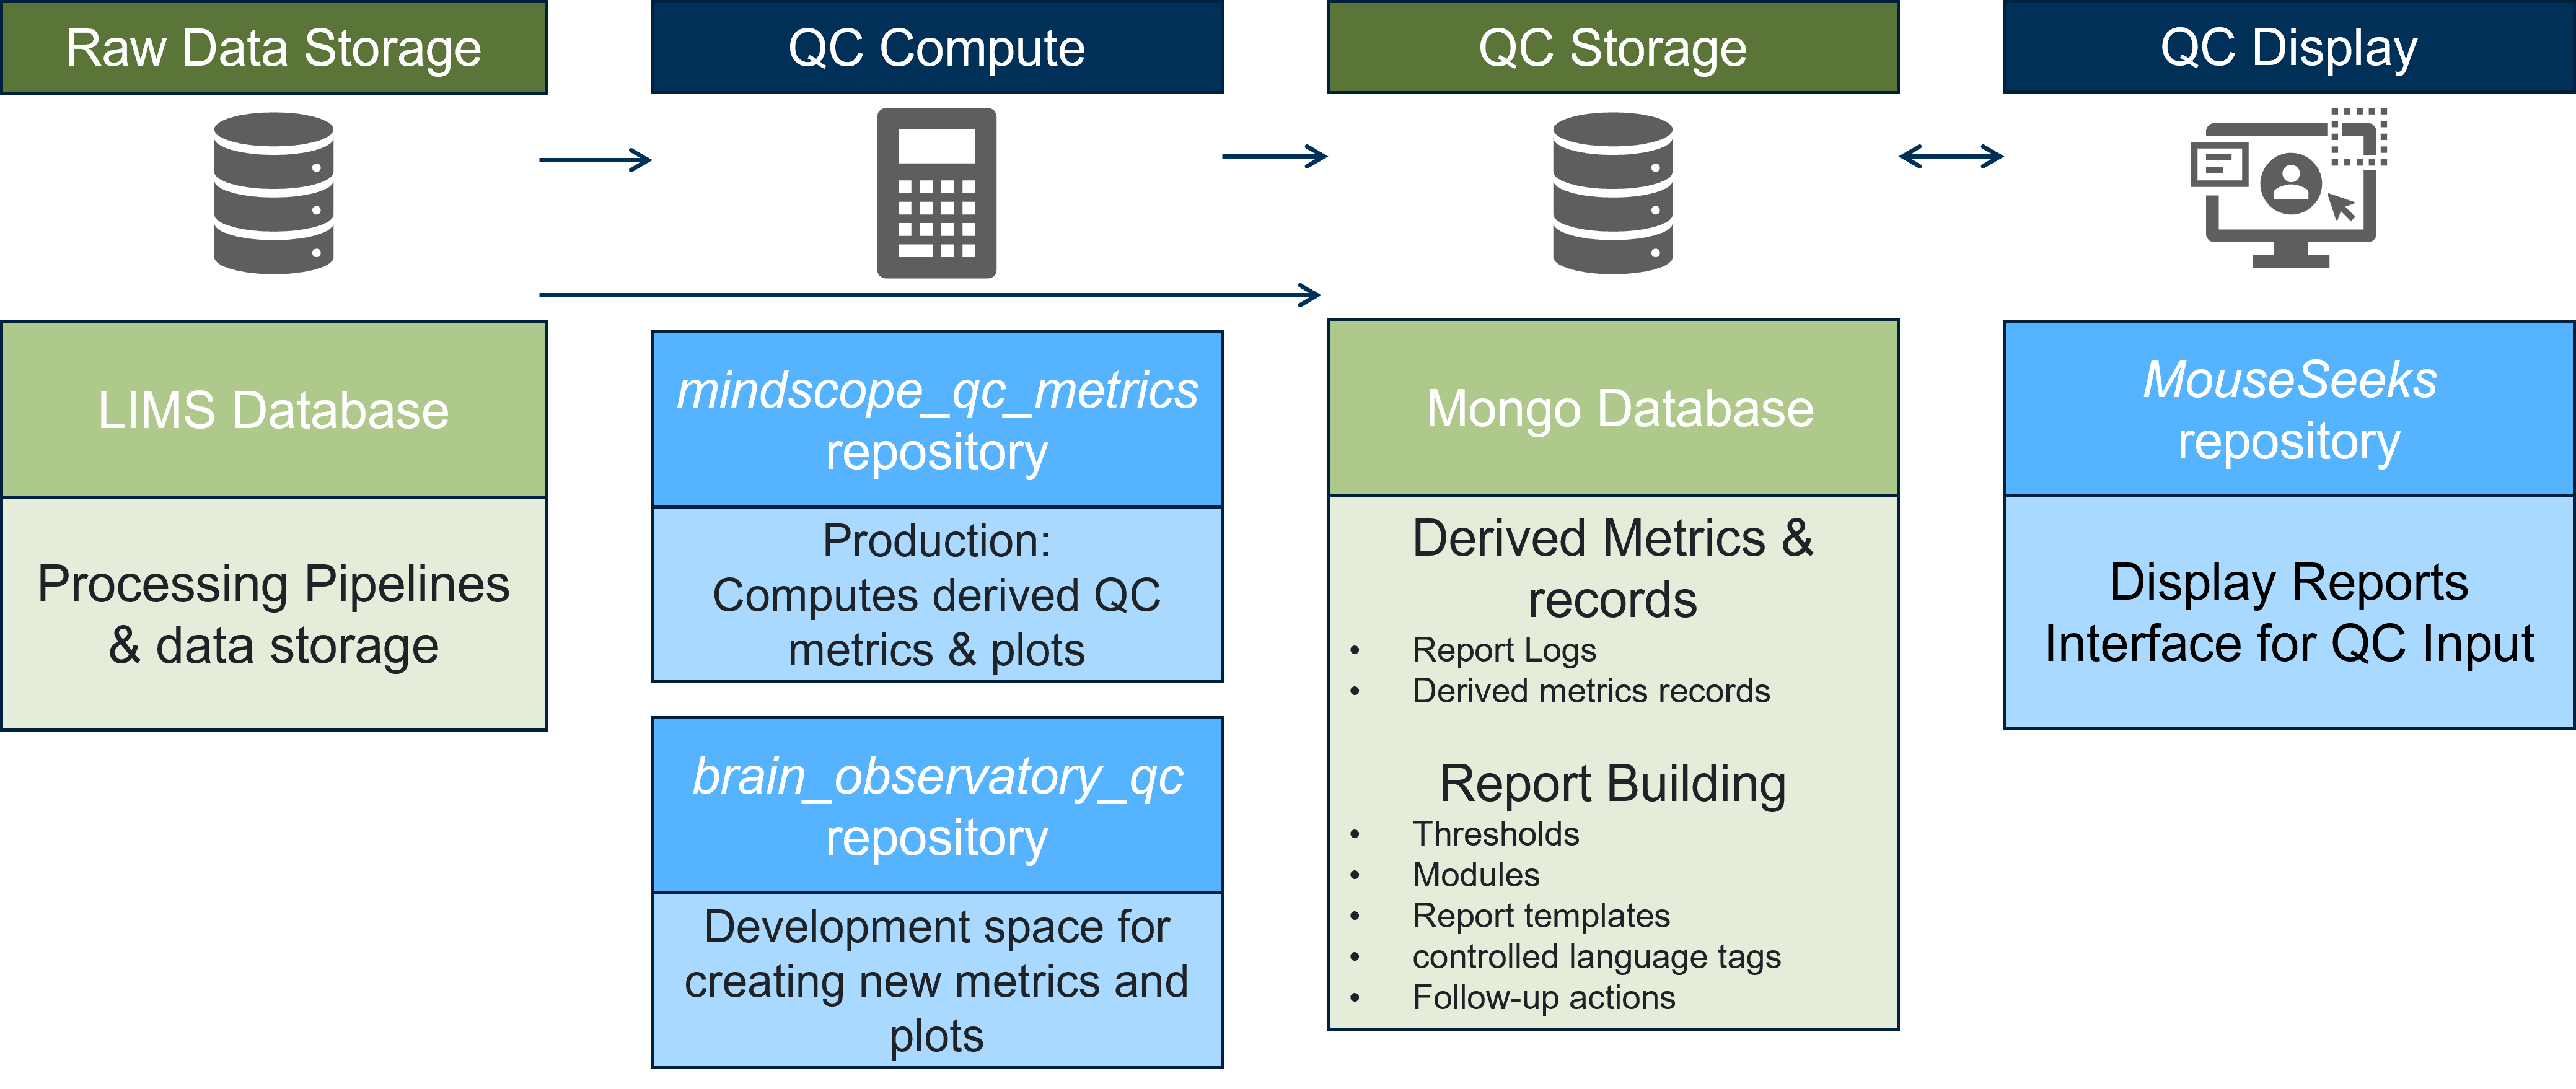 Raw Data Storage
LIMS Database
Processing Pipelines
& data storage
QC Compute
mindscope_qc_metrics
repository
Production:
Computes derived QC
metrics & plots
brain_observatory_qc
repository
Development space for
creating new metrics and
plots
QC Storage
Mongo Database
Derived Metrics &
records
• Report Logs
• Derived metrics records
Report Building
• Thresholds
• Modules
• Report templates
• controlled language tags
• Follow-up actions
QC Display
MouseSeeks
repository
Display Reports
Interface for QC Input